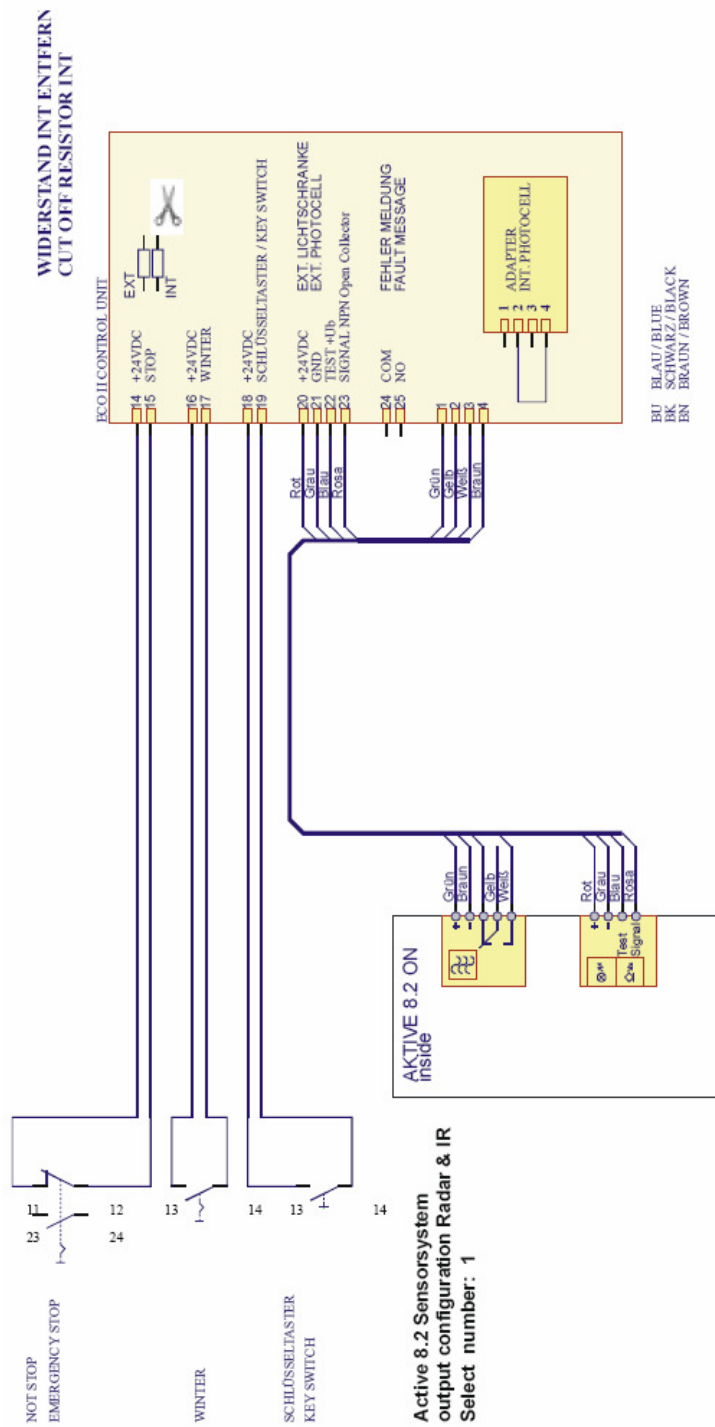 WIDERSTAND INT ENTFERN
CUT OFF RESISTOR INT
ECO II CONTROL UNIT
EXT
INT
14 +24VDC
15 STOP
16 +24VDC
17 WINTER
18 +24VDC
19 SCHLÜSSELTASTER / KEY SWITCH
20 +24VDC
21 GND
22 TEST +Ub
23 SIGNAL NPN Open Collector
EXT. LICHTSCHRANKE
EXT. PHOTOCELL
24 COM
25 NO
FEHLER MELDUNG
FAULT MESSAGE
1
2
3
4
1
2
3
4
ADAPTER
INT. PHOTOCELL
Rot
Grau
Blau
Rosa
Grün
Gelb
Weiß
Braun
BU BLAU / BLUE
BK SCHWARZ / BLACK
BN BRAUN / BROWN
NOT STOP
EMERGENCY STOP
11
12
23
24
WINTER
13
14
SCHLÜSSELTASTER
KEY SWITCH
13
14
AKTIVE 8.2 ON
inside
Grün
Braun
Gelb
Weiß
+
-
Rot
Grau
Blau
Rosa
+
-
Test
Signal
Active 8.2 Sensorsystem
output configuration Radar & IR
Select number: 1